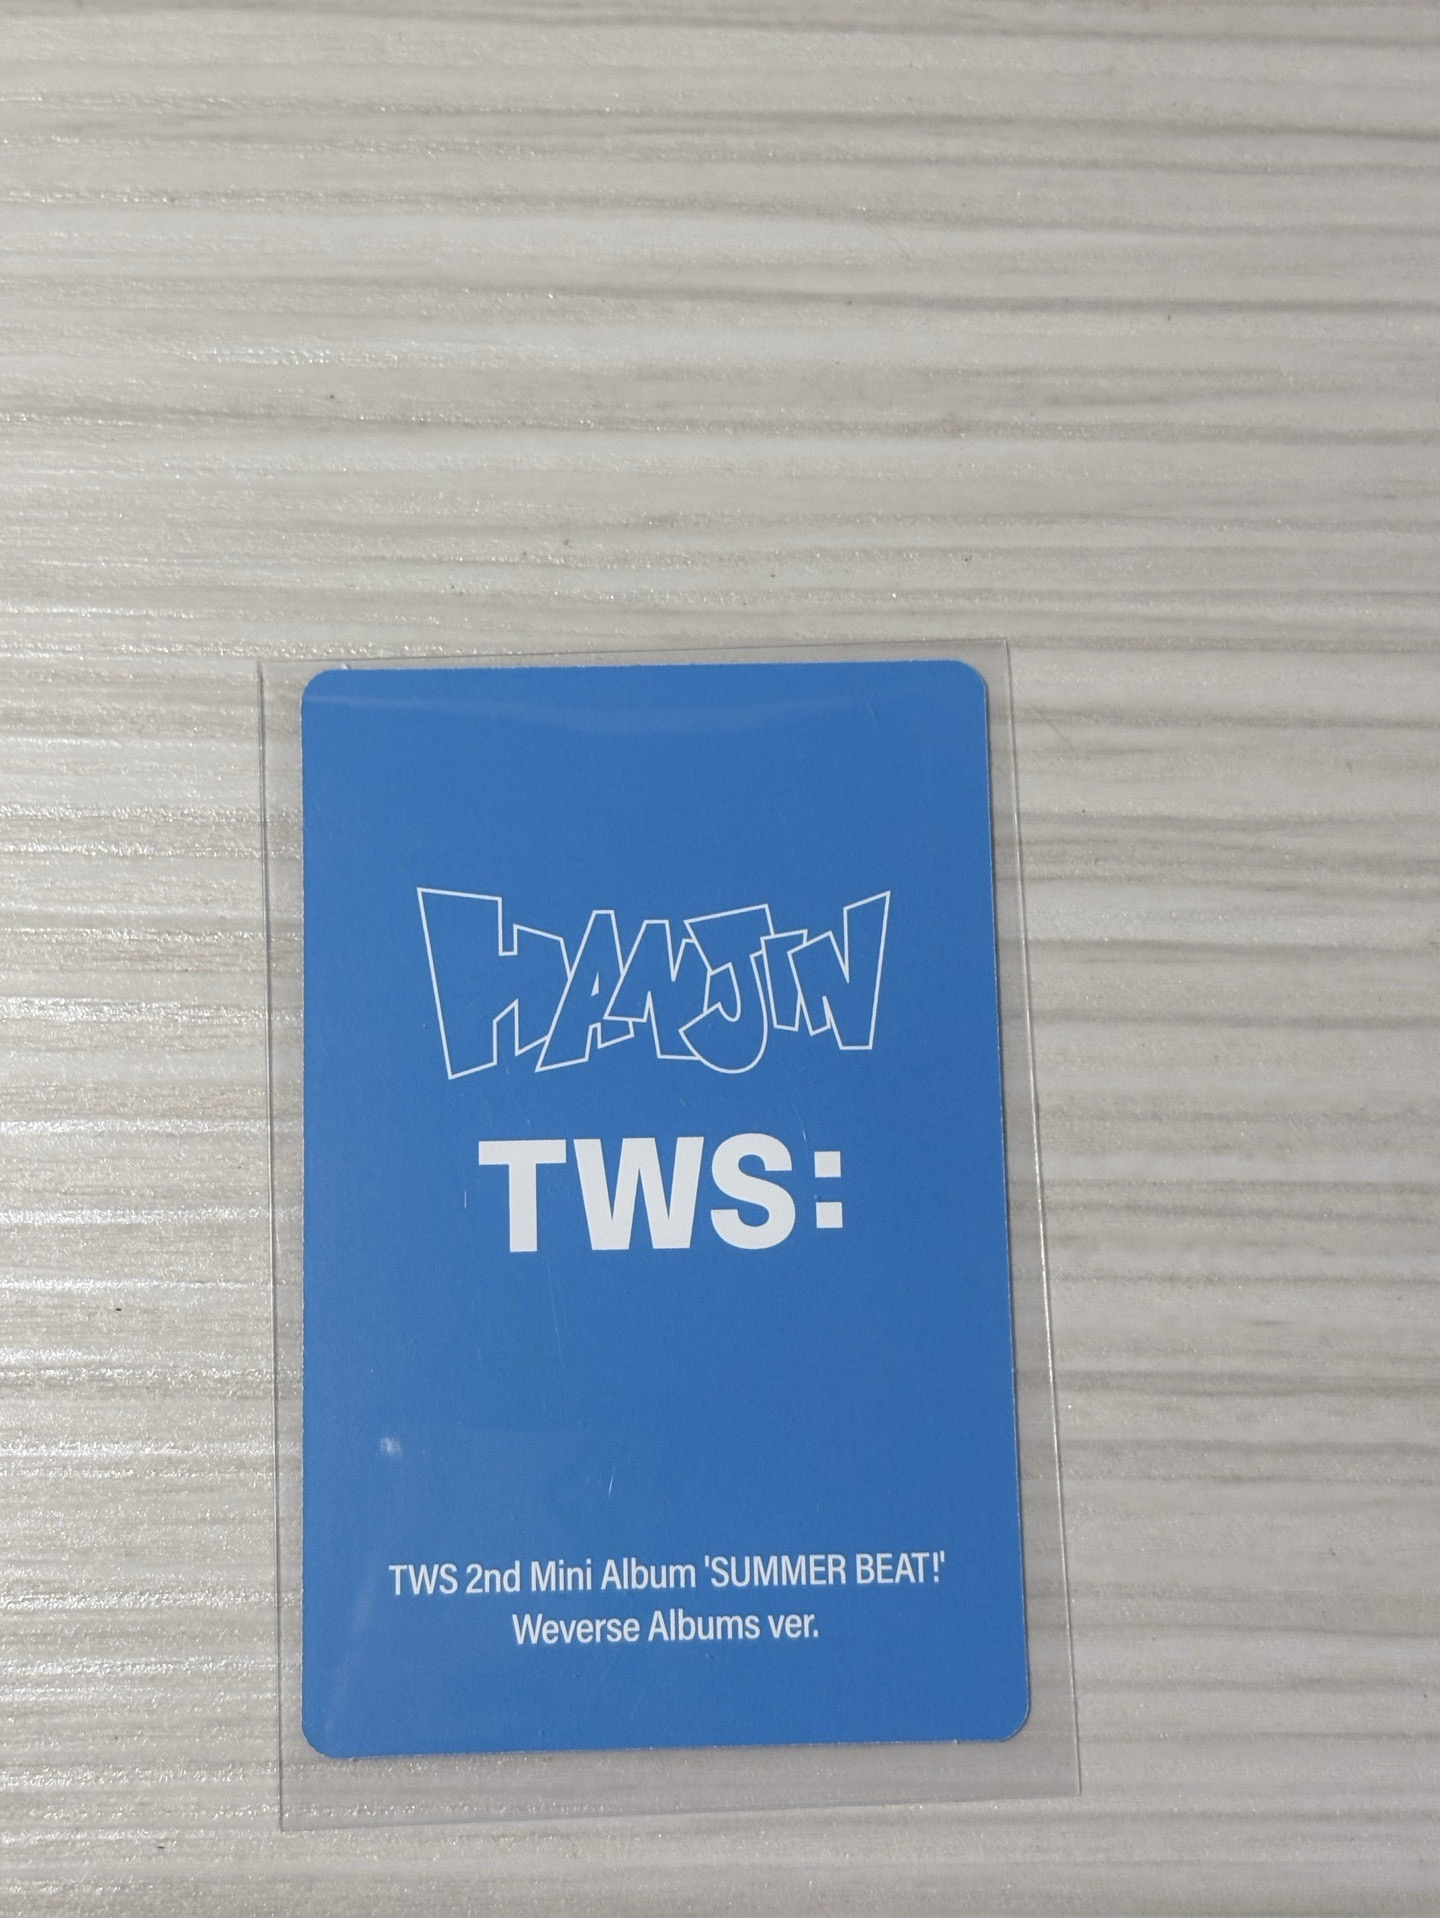 HANJIN
TWS:
TWS 2nd Mini Album 'SUMMER BEAT!'
Weverse Albums ver.